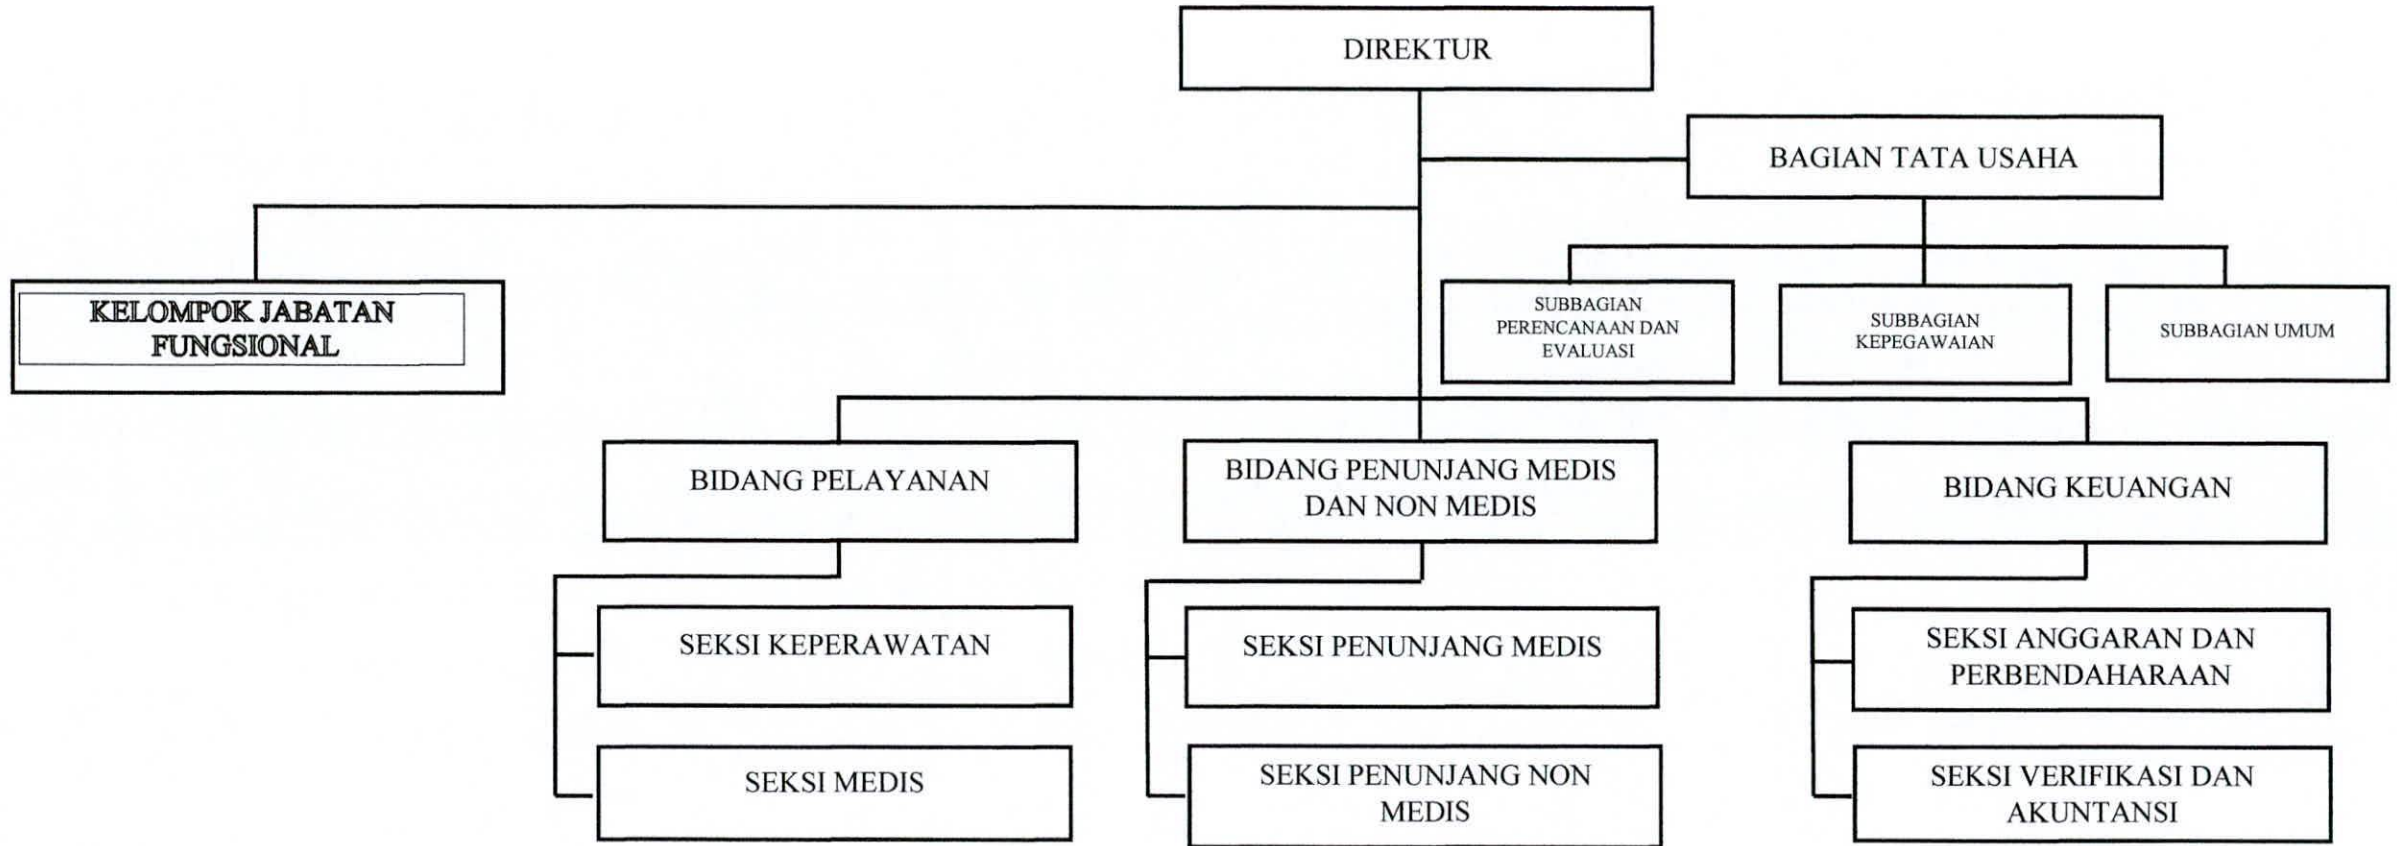 DIREKTUR
BAGIAN TATA USAHA
KELOMPOK JABATAN
FUNGSIONAL
SUBBAGIAN
PERENCANAAN DAN
EVALUASI
SUBBAGIAN
KEPEGAWAIAN
SUBBAGIAN UMUM
BIDANG PELAYANAN
BIDANG PENUNJANG MEDIS
DAN NON MEDIS
BIDANG KEUANGAN
SEKSI KEPERAWATAN
SEKSI PENUNJANG MEDIS
SEKSI ANGGARAN DAN
PERBENDAHARAAN
SEKSI MEDIS
SEKSI PENUNJANG NON
MEDIS
SEKSI VERIFIKASI DAN
AKUNTANSI